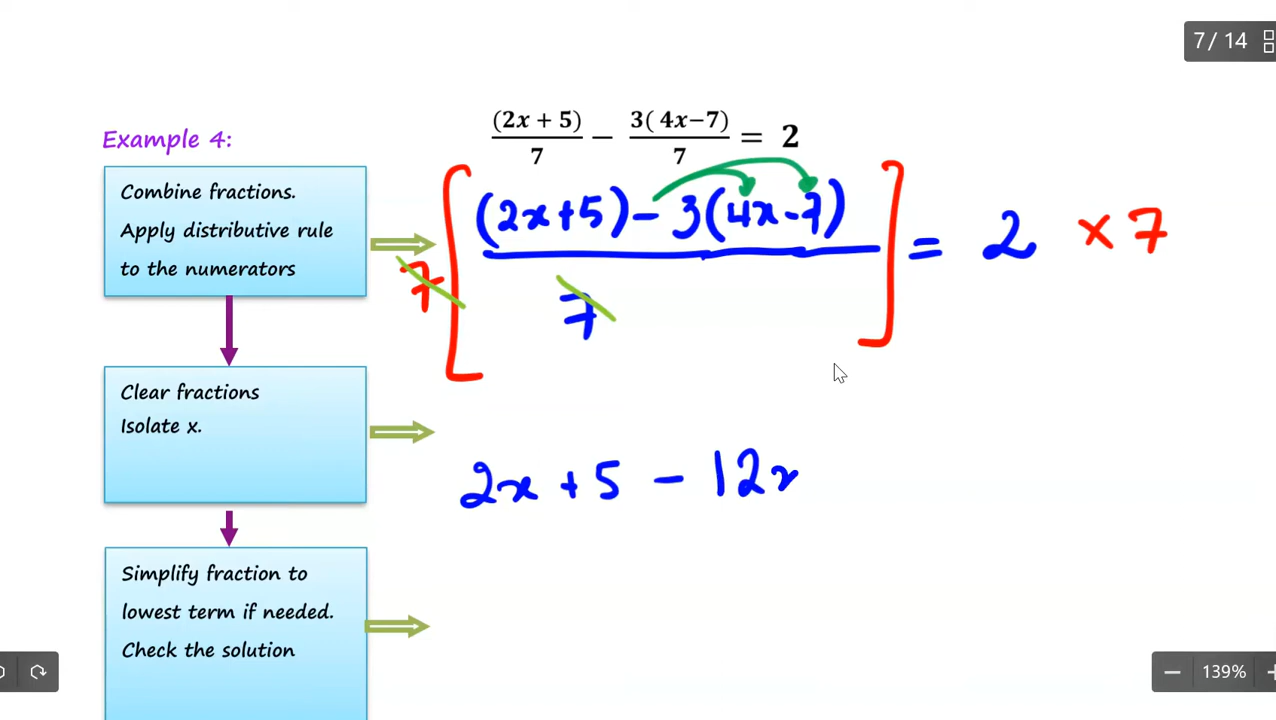 7 / 14
Example 4:
(2x + 5)/7 − 3( 4x−7)/7 = 2
Combine fractions.
Apply distributive rule
to the numerators
7 [ (2x+5) − 3(4x−7) / 7 ] = 2 × 7
Clear fractions
Isolate x.
2x + 5 − 12x
Simplify fraction to
lowest term if needed.
Check the solution
139%